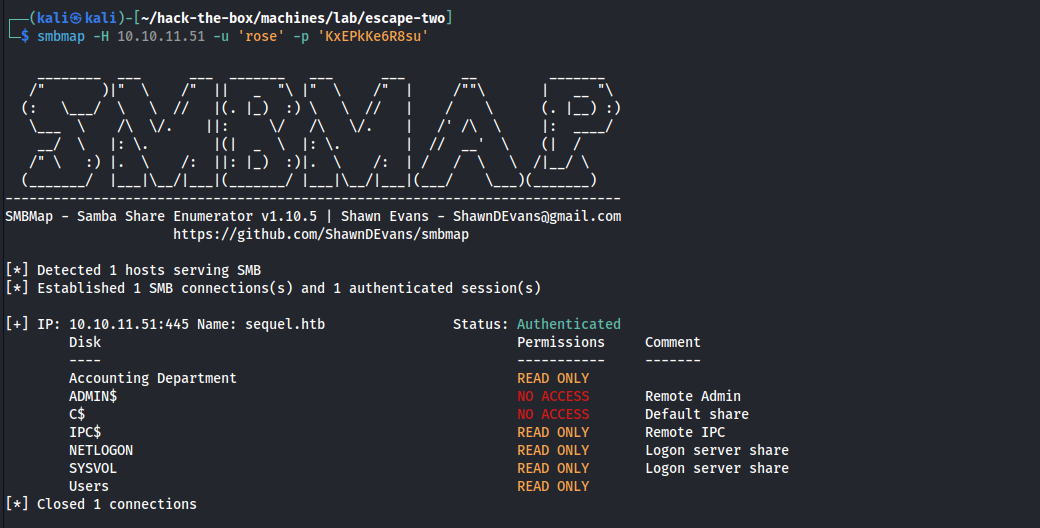 ┌──(kali㉿kali)-[~/hack-the-box/machines/lab/escape-two]
└─$ smbmap -H 10.10.11.51 -u 'rose' -p 'KxEPkKe6R8su'
SMBMAP
-----------------------------------------------------------------------------
SMBMap - Samba Share Enumerator v1.10.5 | Shawn Evans - ShawnDEvans@gmail.com
https://github.com/ShawnDEvans/smbmap
[*] Detected 1 hosts serving SMB
[*] Established 1 SMB connections(s) and 1 authenticated session(s)
[+] IP: 10.10.11.51:445 Name: sequel.htb Status: Authenticated
Disk Permissions Comment
---- ----------- -------
Accounting Department READ ONLY
ADMIN$ NO ACCESS Remote Admin
C$ NO ACCESS Default share
IPC$ READ ONLY Remote IPC
NETLOGON READ ONLY Logon server share
SYSVOL READ ONLY Logon server share
Users READ ONLY
[*] Closed 1 connections